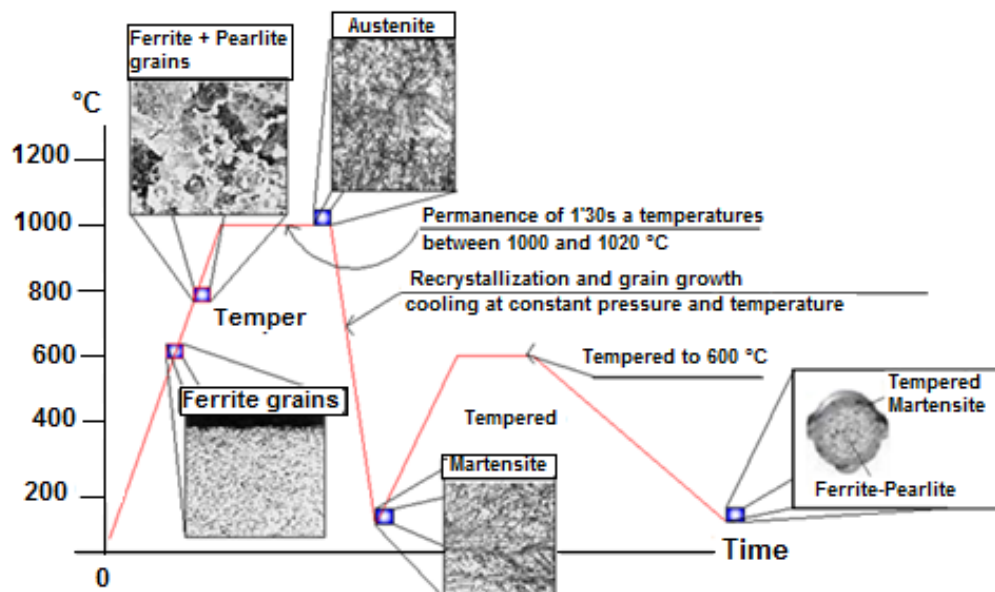 Ferrite + Pearlite
grains
Austenite
°C
1200
1000
800
600
400
200
0
Permanence of 1'30s a temperatures
between 1000 and 1020 °C
Recrystallization and grain growth
cooling at constant pressure and temperature
Temper
Tempered to 600 °C
Ferrite grains
Tempered
Martensite
Tempered
Martensite
Ferrite-Pearlite
Time